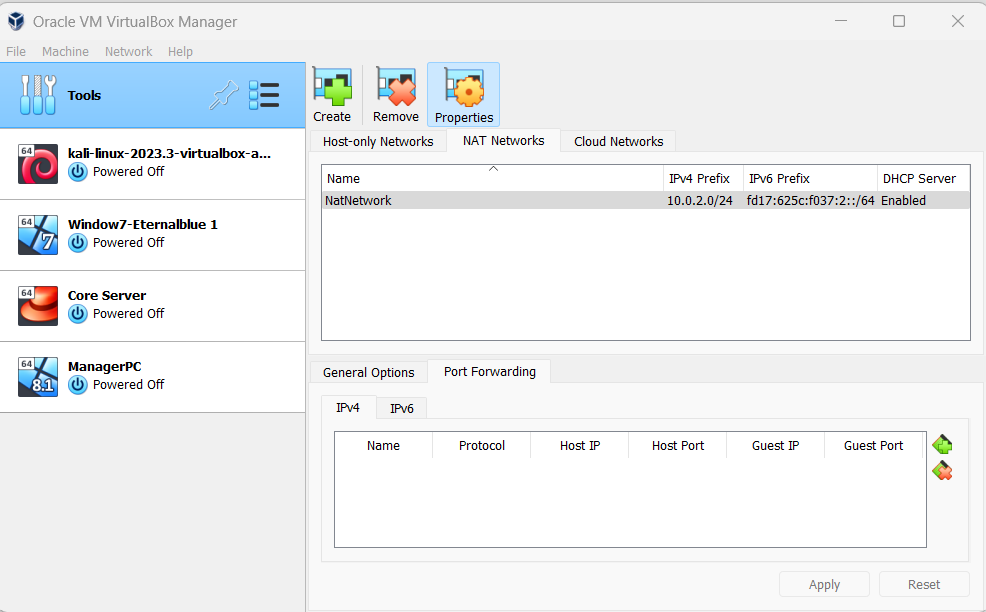 Oracle VM VirtualBox Manager
File Machine Network Help
Tools
Create Remove Properties
Host-only Networks NAT Networks Cloud Networks
Name IPv4 Prefix IPv6 Prefix DHCP Server
NatNetwork 10.0.2.0/24 fd17:625c:f037:2::/64 Enabled
64
kali-linux-2023.3-virtualbox-a...
Powered Off
64
7
Window7-Eternalblue 1
Powered Off
64
Core Server
Powered Off
64
8.1
ManagerPC
Powered Off
General Options Port Forwarding
IPv4 IPv6
Name Protocol Host IP Host Port Guest IP Guest Port
Apply Reset